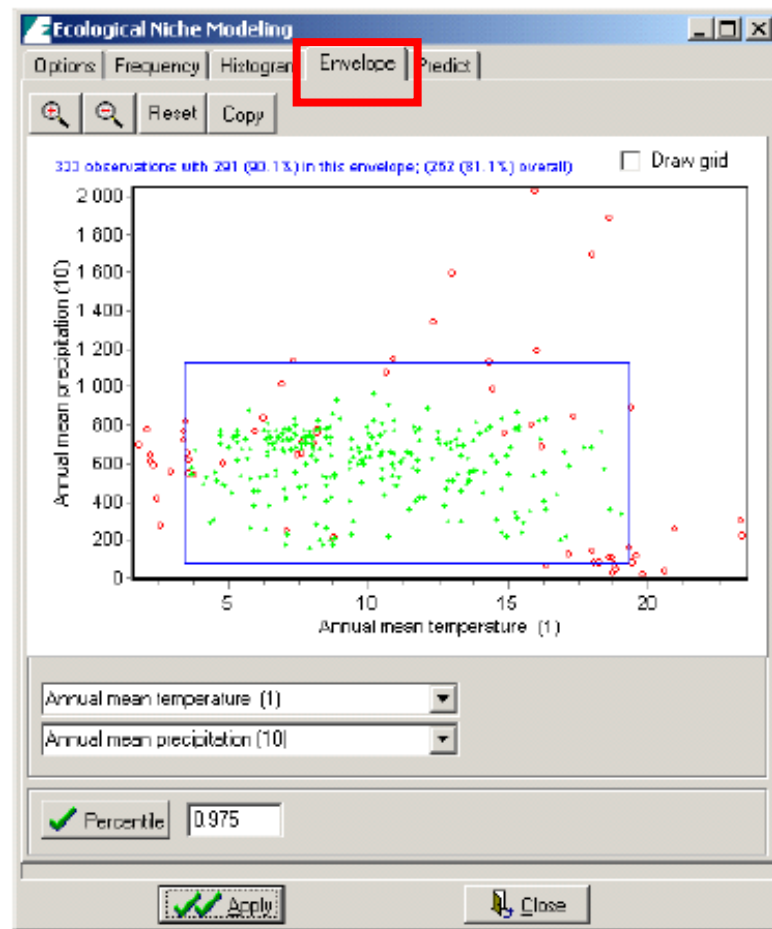 Ecological Niche Modeling
Options Frequency Histogram Envelope Predict
Reset Copy
observations with 291 (90.1%) in this envelope; (262 (81.1%) overall)
Draw grid
2 000
1 800
1 600
1 400
1 200
1 000
800
600
400
200
0
Annual mean precipitation (10)
5 10 15 20
Annual mean temperature (1)
Annual mean temperature (1)
Annual mean precipitation (10)
Percentile 0.975
Apply Close